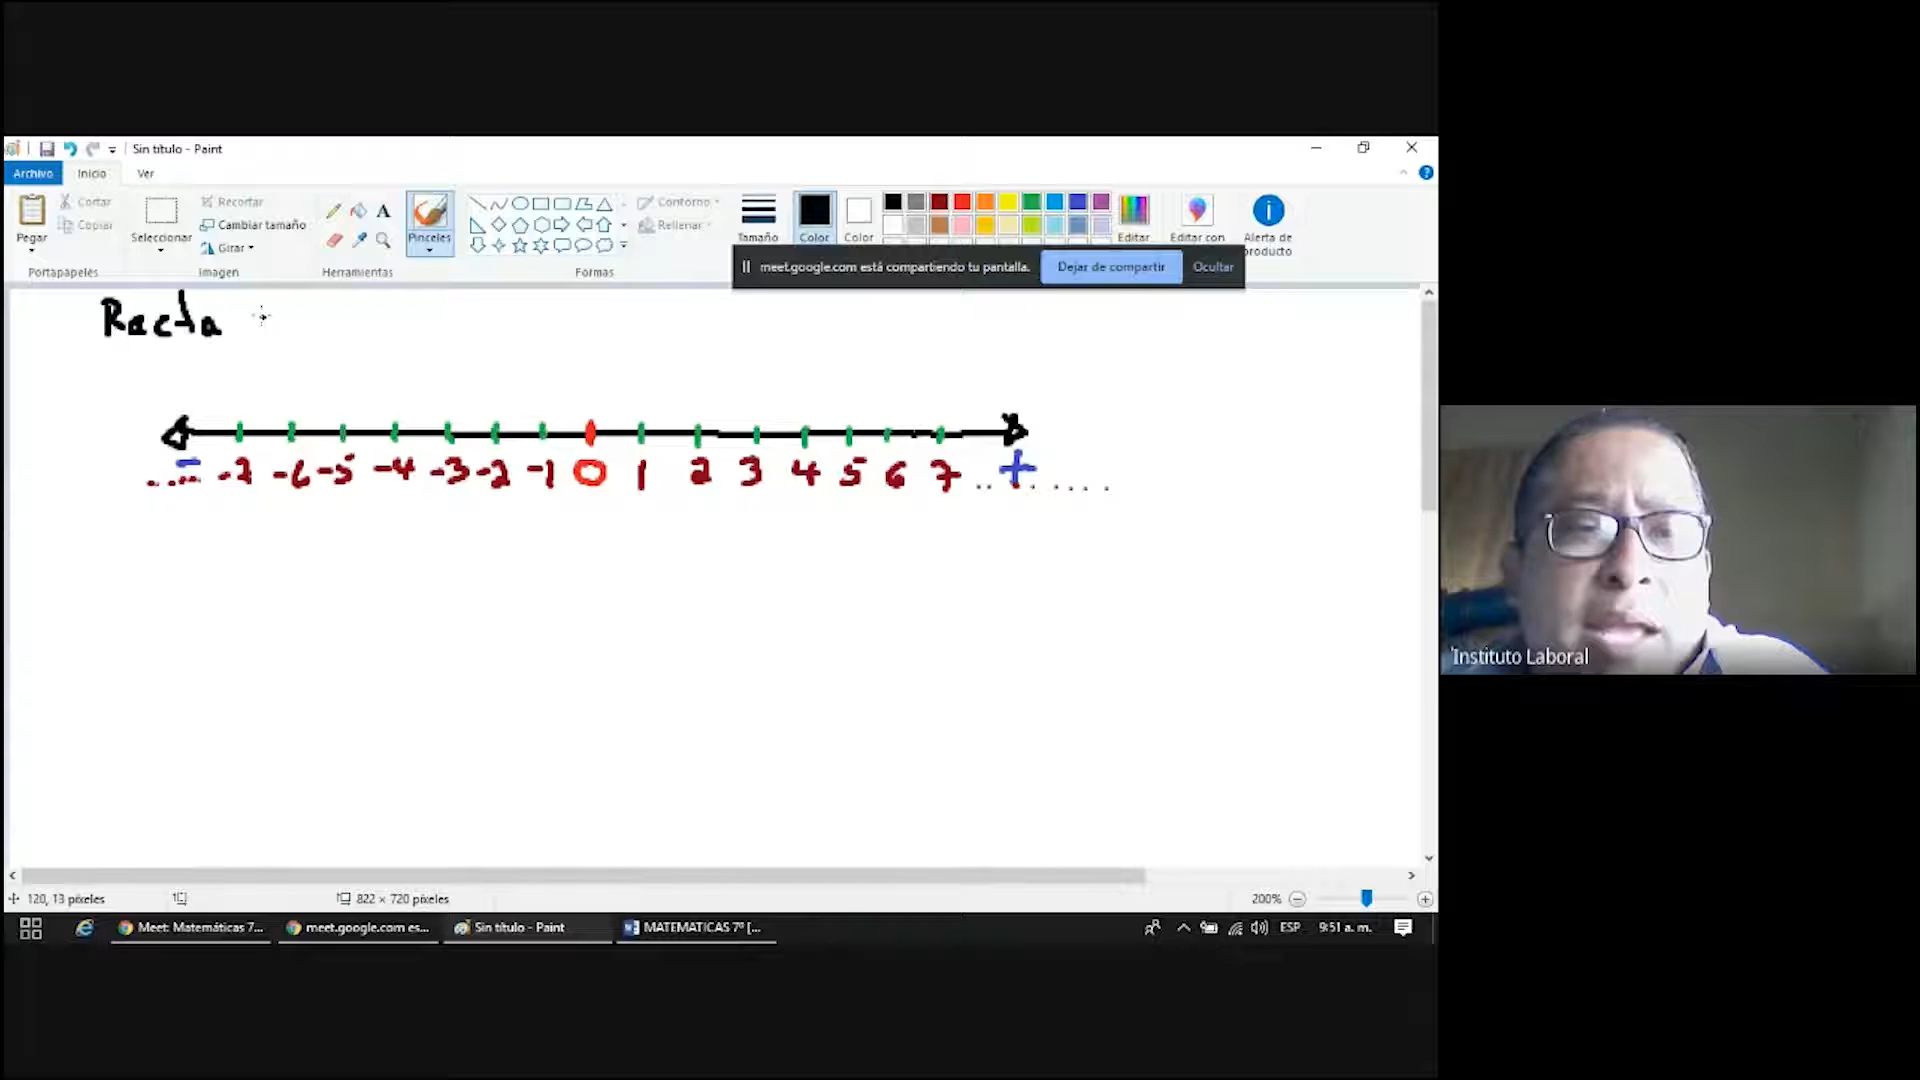 Sin título - Paint
Archivo Inicio Ver
Pegar Cortar Copiar Portapapeles
Seleccionar Recortar Cambiar tamaño Girar Imagen
A Herramientas
Pinceles
Formas Contorno Rellenar
Tamaño Color Color
Editar Editar con Alerta de producto
meet.google.com está compartiendo tu pantalla. Dejar de compartir Ocultar
Recta
...- -7 -6 -5 -4 -3 -2 -1 0 1 2 3 4 5 6 7 ..+.....
Instituto Laboral
120, 13 píxeles 822 × 720 píxeles 200%
Meet: Matemáticas 7... meet.google.com es... Sin título - Paint MATEMATICAS 7º [... ESP 9:51 a. m.